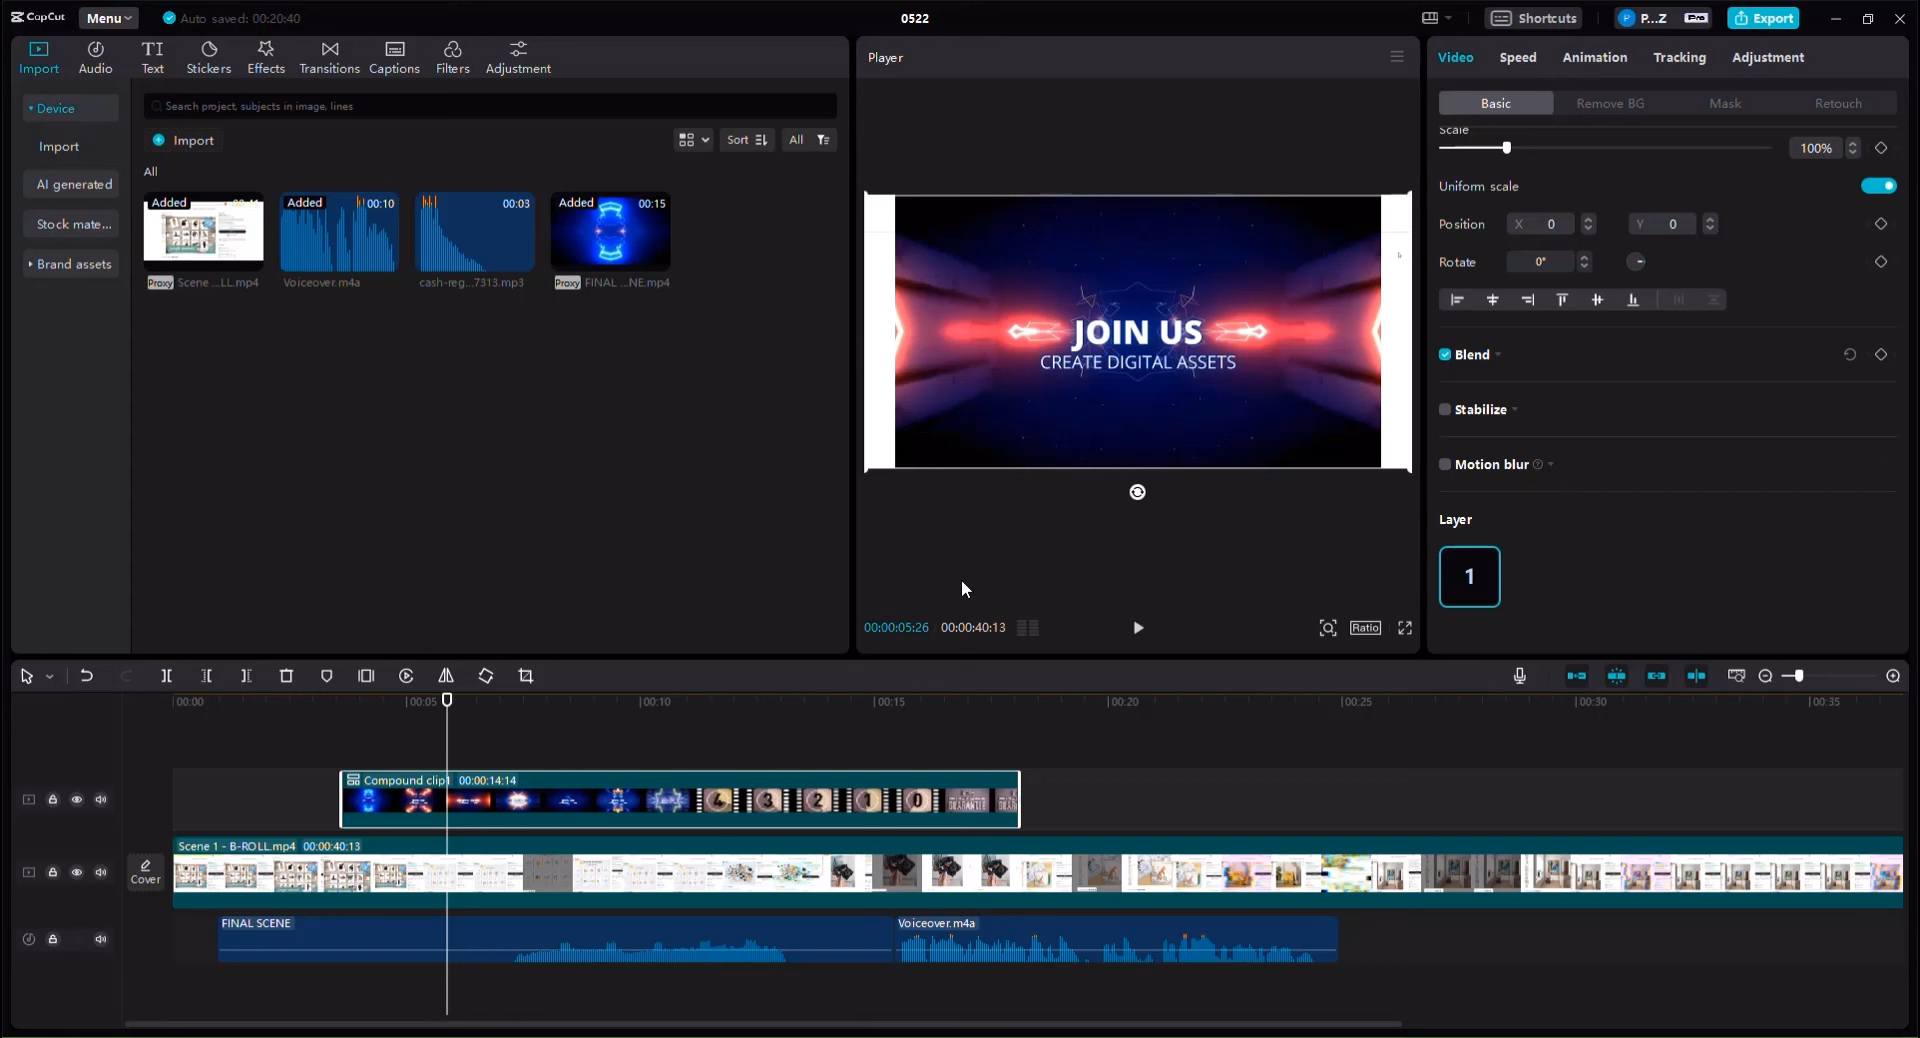 CapCut
Menu
Auto saved: 00:20:40
0522
Shortcuts
P...Z
Pro
Export
Import
Audio
TI
Text
Stickers
Effects
Transitions
Captions
Filters
Adjustment
Player
Video
Speed
Animation
Tracking
Adjustment
Device
Import
AI generated
Stock mate...
Brand assets
Search project, subjects in image, lines
Import
Sort
All
All
Added
Added
00:10
00:03
Added
00:15
Proxy
Scene ...LL.mp4
Voiceover.m4a
cash-reg...7313.mp3
Proxy
FINAL ...NE.mp4
JOIN US
CREATE DIGITAL ASSETS
00:00:05:26
00:00:40:13
Ratio
Basic
Remove BG
Mask
Retouch
Scale
100%
Uniform scale
Position
X 0
Y 0
Rotate
0°
Blend
Stabilize
Motion blur
Layer
1
00:00
00:05
00:10
00:15
00:20
00:25
00:30
00:35
Compound clip1 00:00:14:14
4
3
2
1
0
Cover
Scene 1 - B-ROLL.mp4 00:00:40:13
FINAL SCENE
Voiceover.m4a